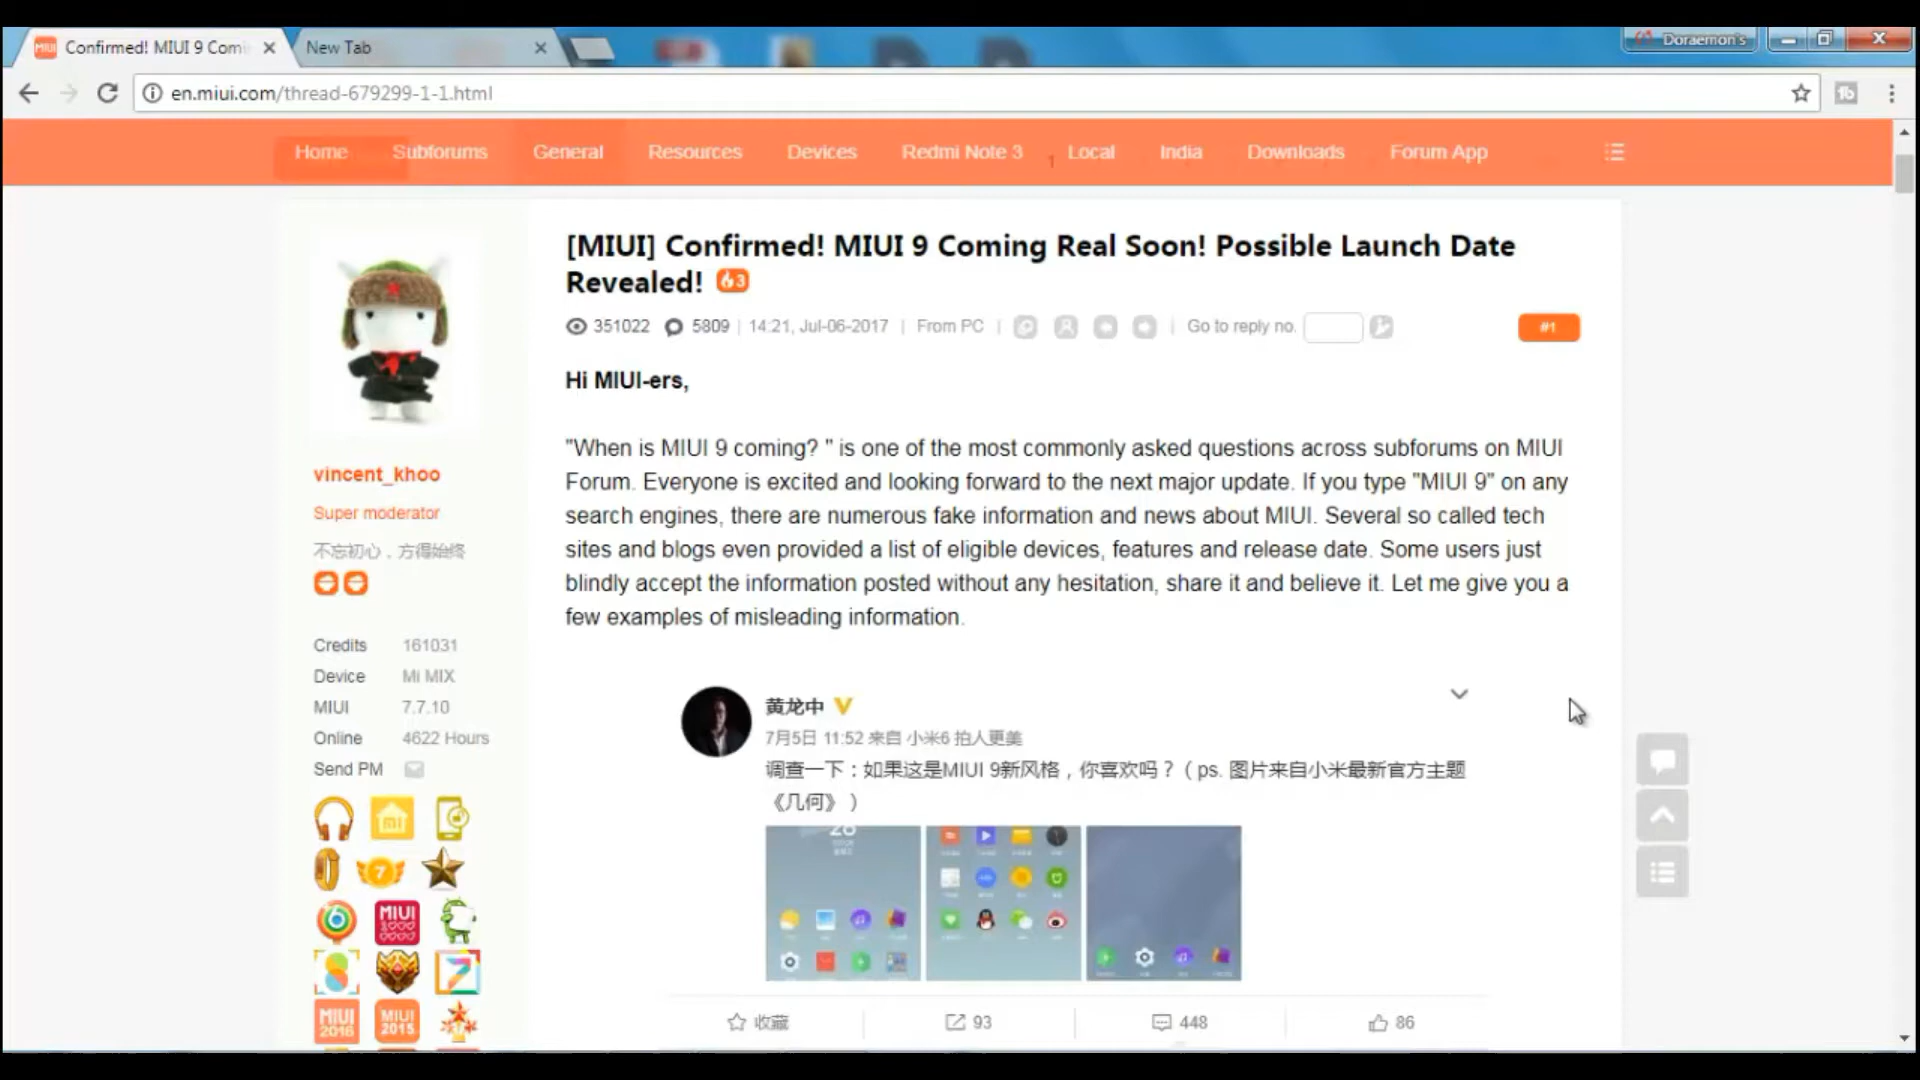 Confirmed! MIUI 9 Comi
New Tab
Doraemon's
en.miui.com/thread-679299-1-1.html
Home Subforums General Resources Devices Redmi Note 3 Local India Downloads Forum App
[MIUI] Confirmed! MIUI 9 Coming Real Soon! Possible Launch Date
Revealed! 3
351022 5809 | 14:21, Jul-06-2017 | From PC | Go to reply no.
#1
Hi MIUI-ers,
"When is MIUI 9 coming? " is one of the most commonly asked questions across subforums on MIUI
Forum. Everyone is excited and looking forward to the next major update. If you type "MIUI 9" on any
search engines, there are numerous fake information and news about MIUI. Several so called tech
sites and blogs even provided a list of eligible devices, features and release date. Some users just
blindly accept the information posted without any hesitation, share it and believe it. Let me give you a
few examples of misleading information.
vincent_khoo
Super moderator
不忘初心，方得始终
Credits 161031
Device Mi MIX
MIUI 7.7.10
Online 4622 Hours
Send PM
mi
7
6
MIUI
MIUI
2016
MIUI
2015
黄龙中
7月5日 11:52 来自 小米6 拍人更美
调查一下：如果这是MIUI 9新风格，你喜欢吗？（ps. 图片来自小米最新官方主题
《几何》）
收藏 93 448 86